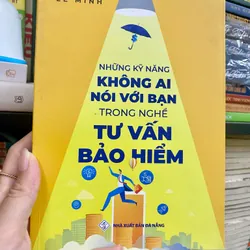 LÊ MINH
NHỮNG KỸ NĂNG
KHÔNG AI
NÓI VỚI BẠN
TRONG NGHỀ
TƯ VẤN
BẢO HIỂM
NHÀ XUẤT BẢN ĐÀ NẴNG